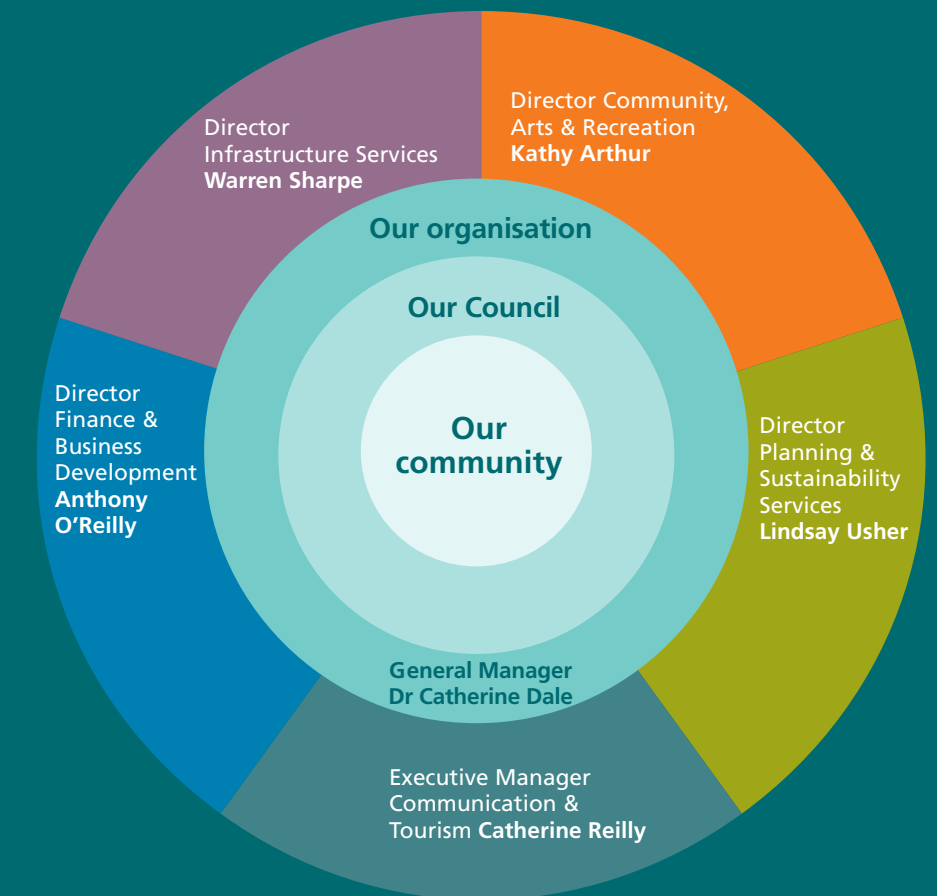 Director Community,
Arts & Recreation
Kathy Arthur
Director
Infrastructure Services
Warren Sharpe
Our organisation
Our Council
Our
community
Director
Finance &
Business
Development
Anthony
O’Reilly
Director
Planning &
Sustainability
Services
Lindsay Usher
General Manager
Dr Catherine Dale
Executive Manager
Communication &
Tourism Catherine Reilly